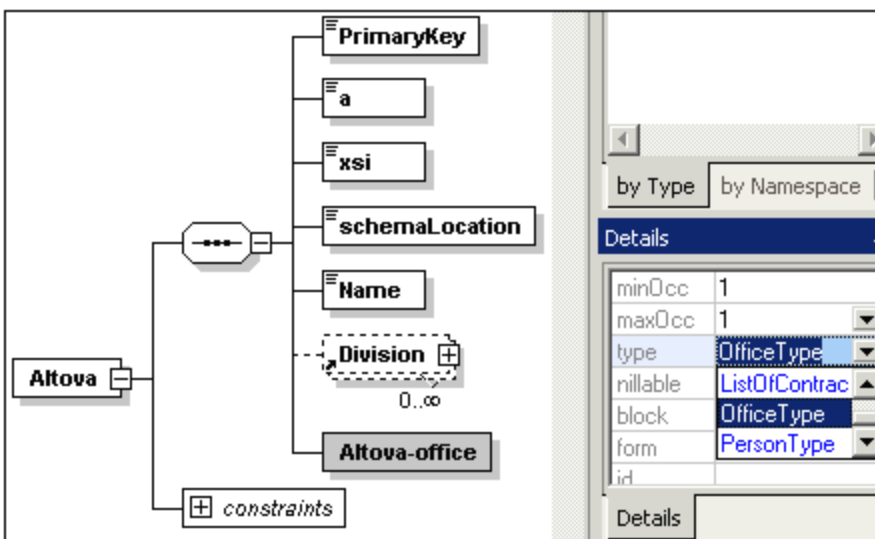 PrimaryKey
a
xsi
schemaLocation
Name
Division
0..∞
Altova
Altova-office
constraints
by Type
by Namespace
Details
minOcc 1
maxOcc 1
type OfficeType
nillable ListOfContrac
block OfficeType
form PersonType
id
Details